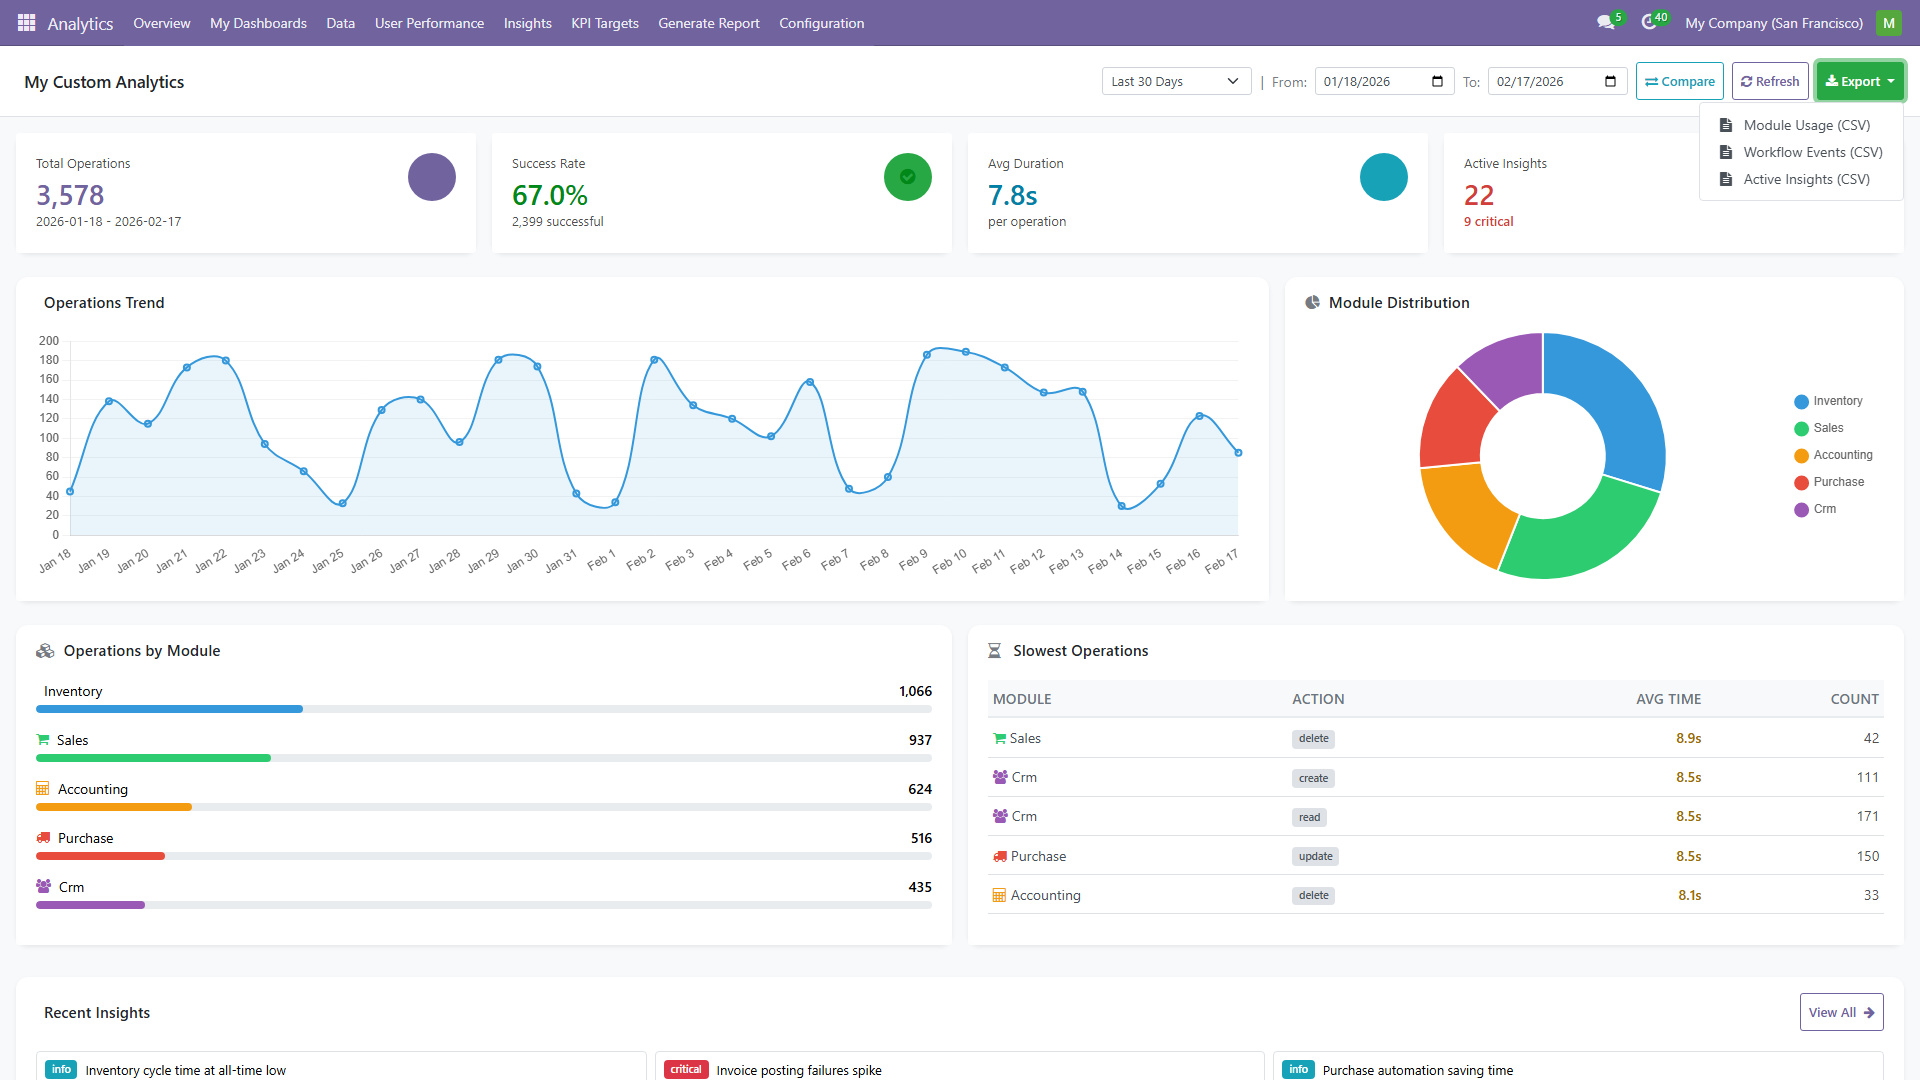 Analytics Overview My Dashboards Data User Performance Insights KPI Targets Generate Report Configuration 5 40 My Company (San Francisco) M
My Custom Analytics Last 30 Days | From: 01/18/2026 To: 02/17/2026 Compare Refresh Export
Module Usage (CSV)
Workflow Events (CSV)
Active Insights (CSV)
Total Operations
3,578
2026-01-18 - 2026-02-17
Success Rate
67.0%
2,399 successful
Avg Duration
7.8s
per operation
Active Insights
22
9 critical
Operations Trend
200
180
160
140
120
100
80
60
40
20
0
Jan 18 Jan 19 Jan 20 Jan 21 Jan 22 Jan 23 Jan 24 Jan 25 Jan 26 Jan 27 Jan 28 Jan 29 Jan 30 Jan 31 Feb 1 Feb 2 Feb 3 Feb 4 Feb 5 Feb 6 Feb 7 Feb 8 Feb 9 Feb 10 Feb 11 Feb 12 Feb 13 Feb 14 Feb 15 Feb 16 Feb 17
Module Distribution
Inventory
Sales
Accounting
Purchase
Crm
Operations by Module
Inventory 1,066
Sales 937
Accounting 624
Purchase 516
Crm 435
Slowest Operations
MODULE ACTION AVG TIME COUNT
Sales delete 8.9s 42
Crm create 8.5s 111
Crm read 8.5s 171
Purchase update 8.5s 150
Accounting delete 8.1s 33
Recent Insights View All
info Inventory cycle time at all-time low
critical Invoice posting failures spike
info Purchase automation saving time